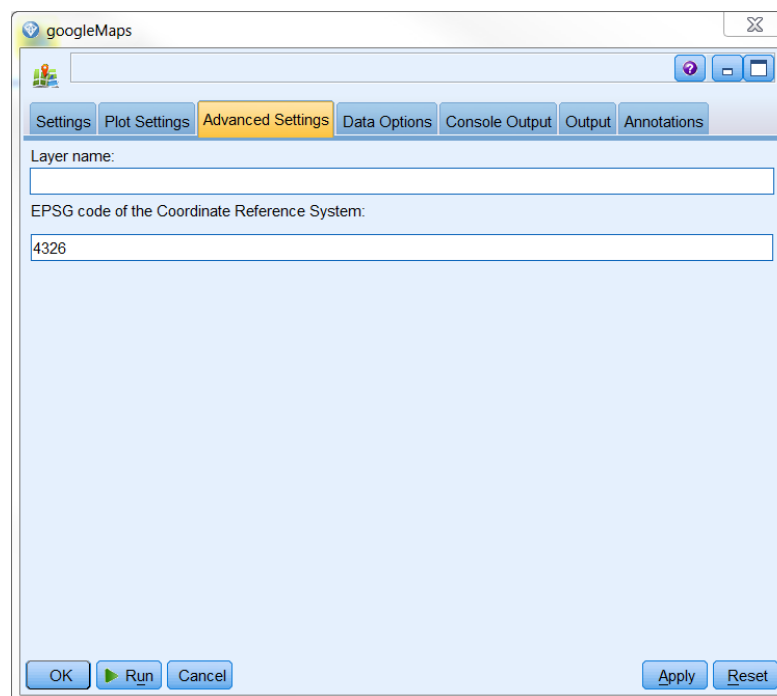 googleMaps
Settings Plot Settings Advanced Settings Data Options Console Output Output Annotations
Layer name:
EPSG code of the Coordinate Reference System:
4326
OK Run Cancel Apply Reset